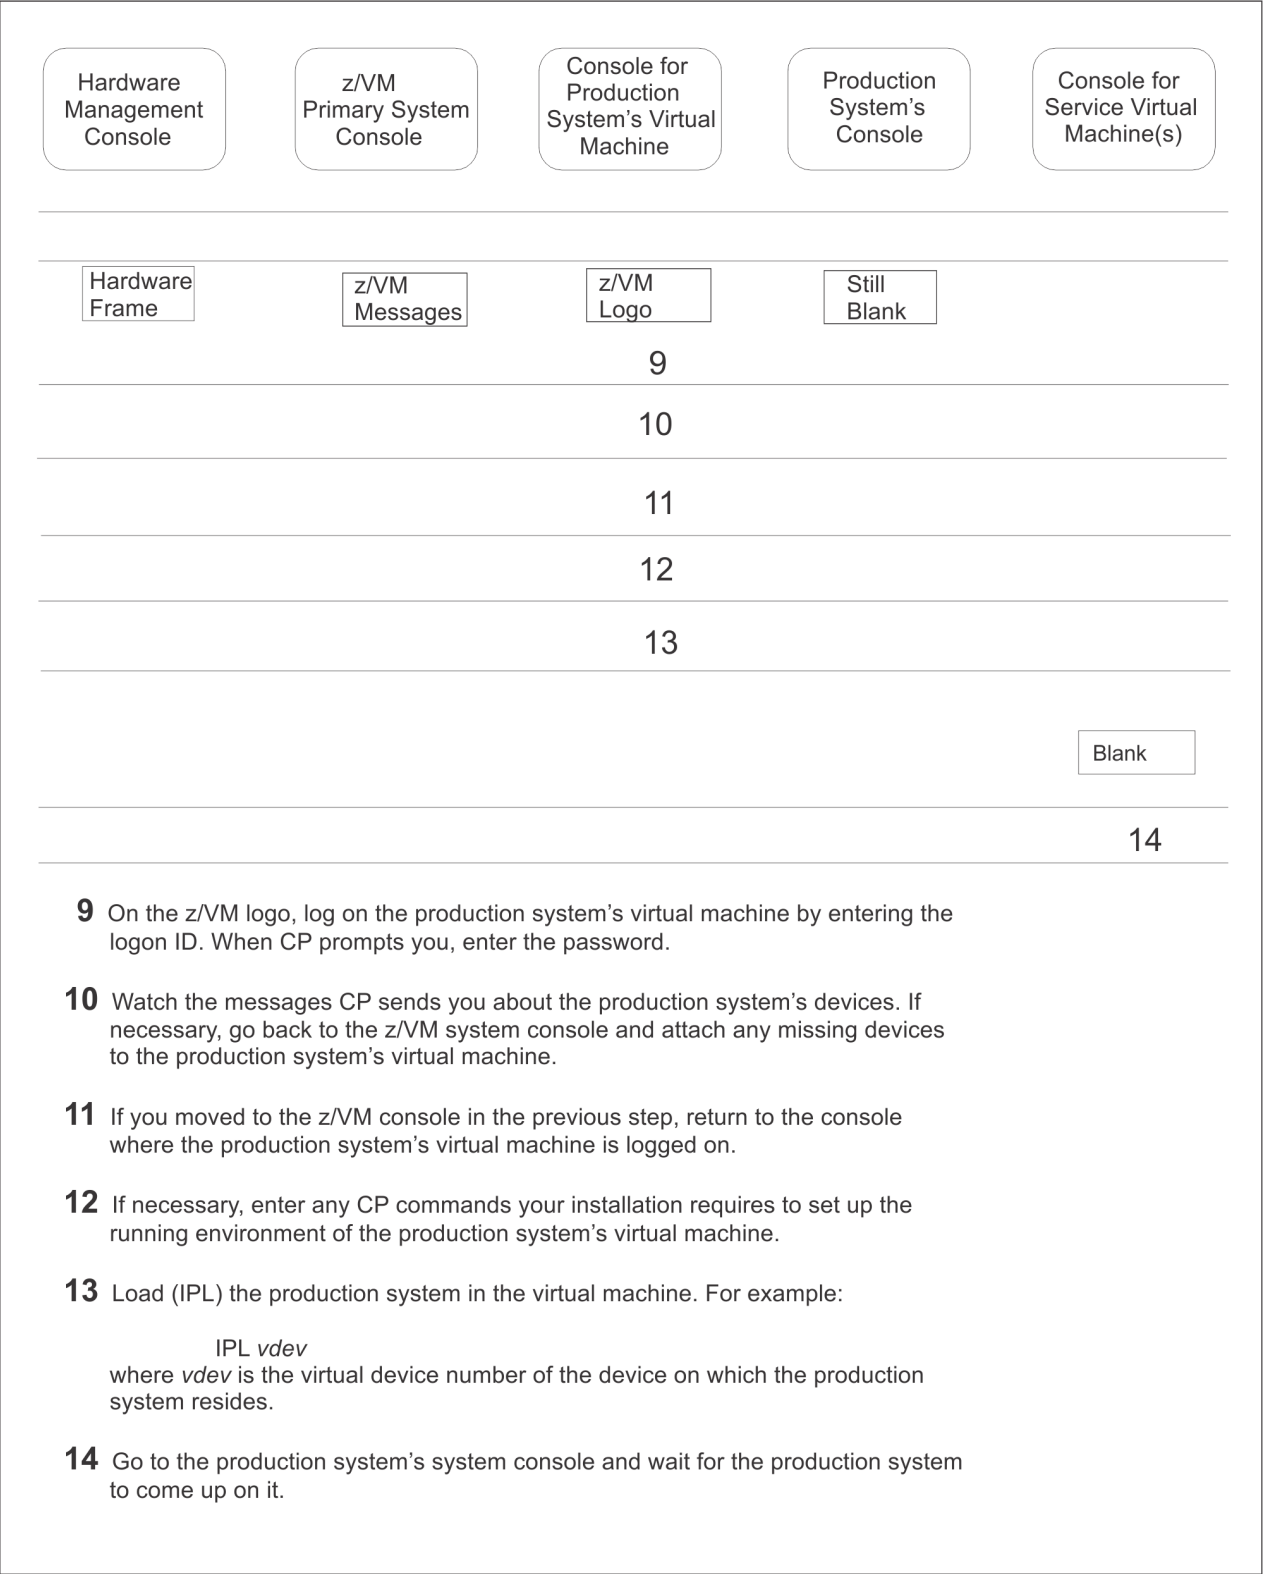 Hardware
Management
Console
z/VM
Primary System
Console
Console for
Production
System’s Virtual
Machine
Production
System’s
Console
Console for
Service Virtual
Machine(s)
Hardware
Frame
z/VM
Messages
z/VM
Logo
Still
Blank
9
10
11
12
13
Blank
14
9 On the z/VM logo, log on the production system’s virtual machine by entering the
logon ID. When CP prompts you, enter the password.
10 Watch the messages CP sends you about the production system’s devices. If
necessary, go back to the z/VM system console and attach any missing devices
to the production system’s virtual machine.
11 If you moved to the z/VM console in the previous step, return to the console
where the production system’s virtual machine is logged on.
12 If necessary, enter any CP commands your installation requires to set up the
running environment of the production system’s virtual machine.
13 Load (IPL) the production system in the virtual machine. For example:
IPL vdev
where vdev is the virtual device number of the device on which the production
system resides.
14 Go to the production system’s system console and wait for the production system
to come up on it.